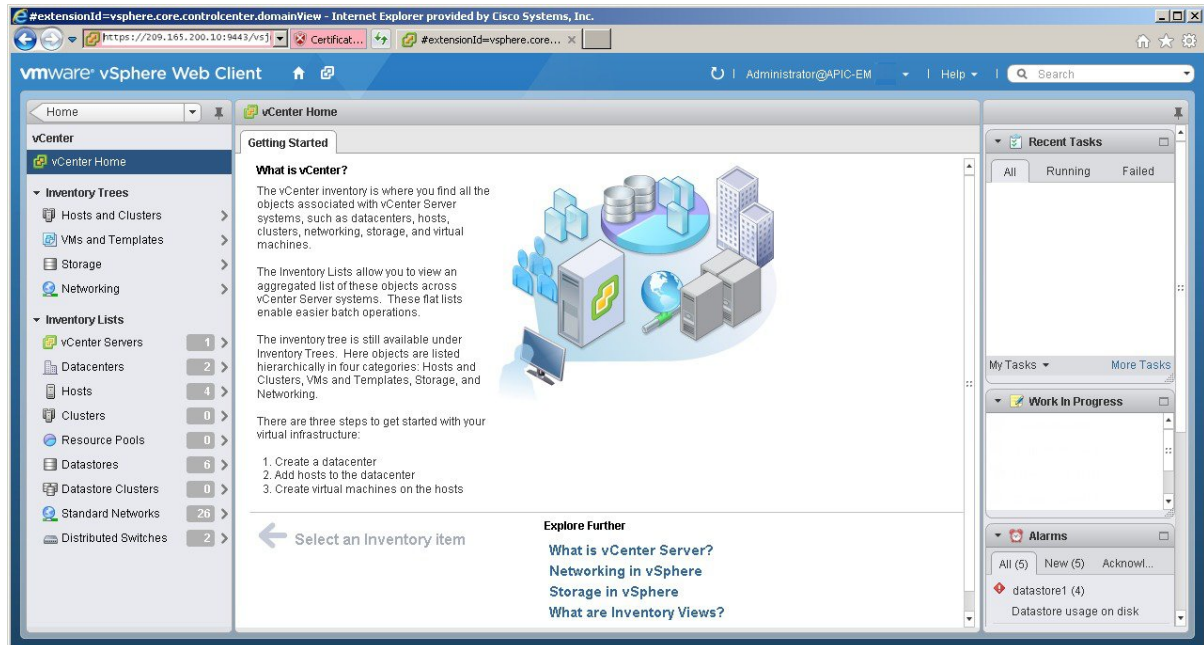 #extensionId=vsphere.core.controlcenter.domainView - Internet Explorer provided by Cisco Systems, Inc.
https://209.165.200.10:9443/vsj
Certificat...
#extensionId=vsphere.core...
vmware® vSphere Web Client
Administrator@APIC-EM
Help
Search
Home
vCenter
vCenter Home
Inventory Trees
Hosts and Clusters
VMs and Templates
Storage
Networking
Inventory Lists
vCenter Servers 1
Datacenters 2
Hosts 4
Clusters 0
Resource Pools 0
Datastores 6
Datastore Clusters 0
Standard Networks 26
Distributed Switches 2
vCenter Home
Getting Started
What is vCenter?
The vCenter inventory is where you find all the
objects associated with vCenter Server
systems, such as datacenters, hosts,
clusters, networking, storage, and virtual
machines.
The Inventory Lists allow you to view an
aggregated list of these objects across
vCenter Server systems. These flat lists
enable easier batch operations.
The inventory tree is still available under
Inventory Trees. Here objects are listed
hierarchically in four categories: Hosts and
Clusters, VMs and Templates, Storage, and
Networking.
There are three steps to get started with your
virtual infrastructure:
1. Create a datacenter
2. Add hosts to the datacenter
3. Create virtual machines on the hosts
Select an Inventory item
Explore Further
What is vCenter Server?
Networking in vSphere
Storage in vSphere
What are Inventory Views?
Recent Tasks
All Running Failed
My Tasks More Tasks
Work In Progress
Alarms
All (5) New (5) Acknowl...
datastore1 (4)
Datastore usage on disk